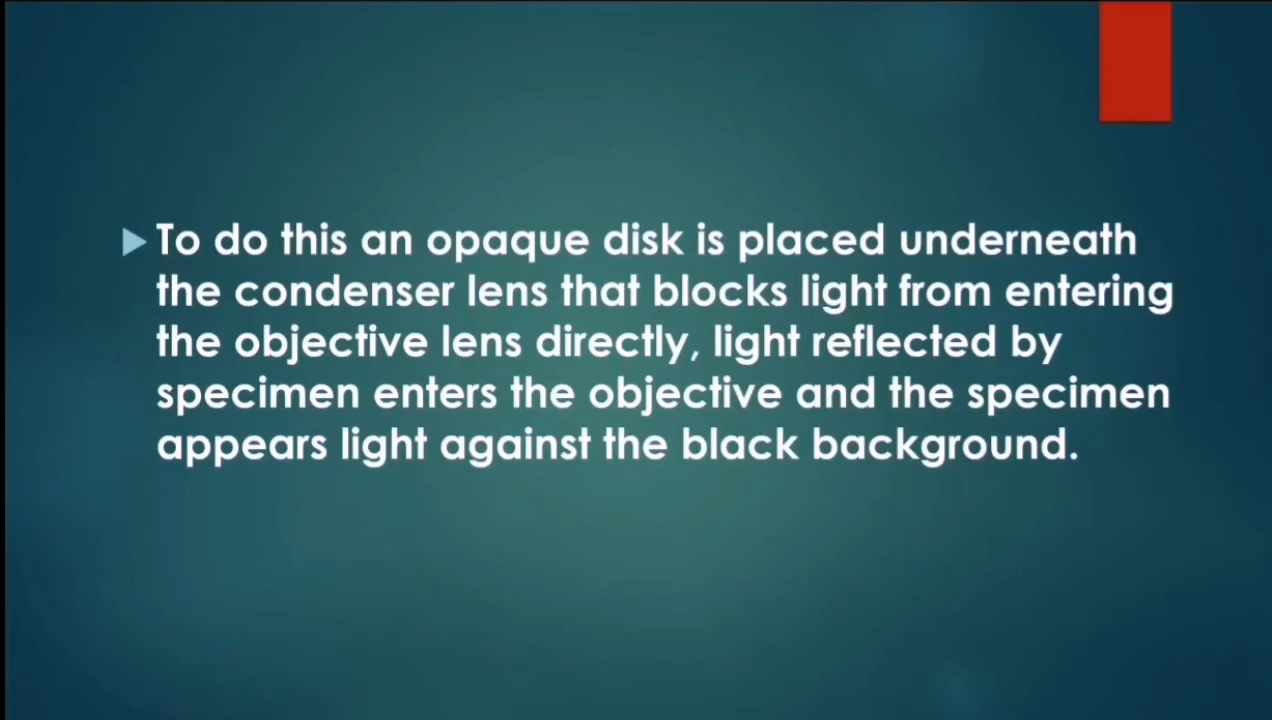 To do this an opaque disk is placed underneath
the condenser lens that blocks light from entering
the objective lens directly, light reflected by
specimen enters the objective and the specimen
appears light against the black background.